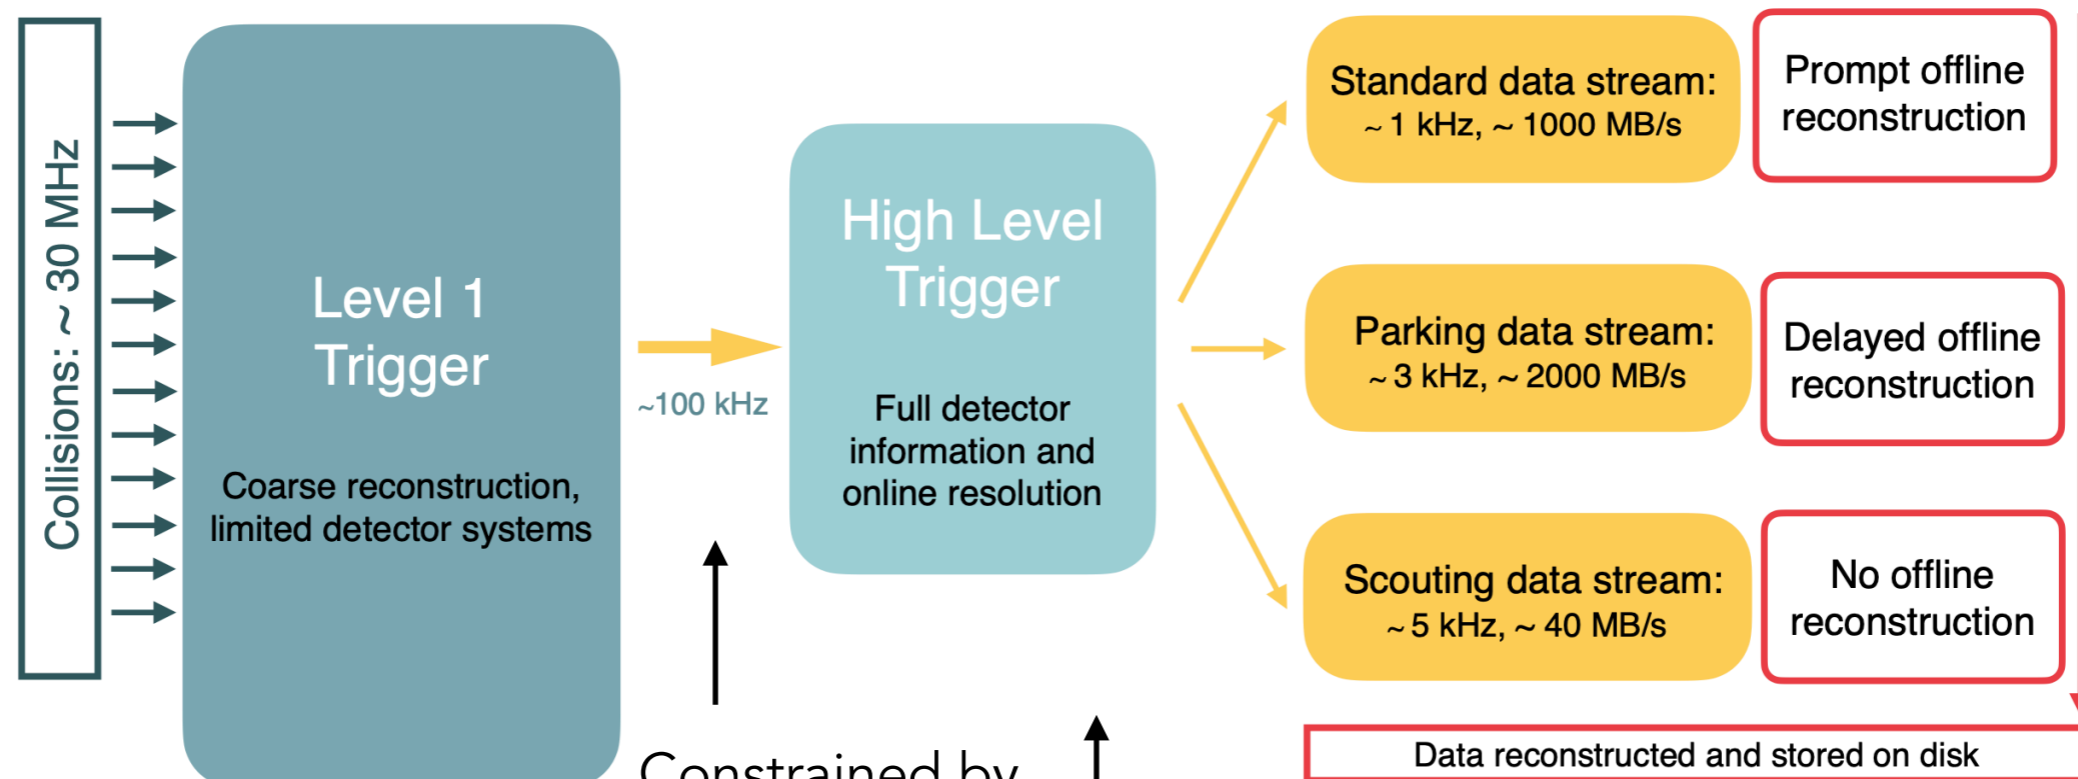 Collisions: ~ 30 MHz
Level 1
Trigger
Coarse reconstruction,
limited detector systems
~100 kHz
High Level
Trigger
Full detector
information and
online resolution
Standard data stream:
~ 1 kHz, ~ 1000 MB/s
Prompt offline
reconstruction
Parking data stream:
~ 3 kHz, ~ 2000 MB/s
Delayed offline
reconstruction
Scouting data stream:
~ 5 kHz, ~ 40 MB/s
No offline
reconstruction
Constrained by
Data reconstructed and stored on disk